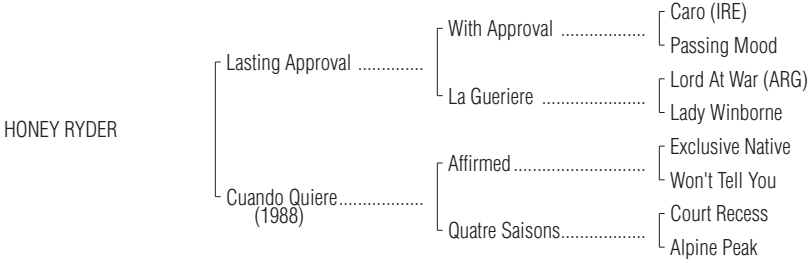 Caro (IRE)
With Approval ....................
Passing Mood
Lasting Approval ..............
Lord At War (ARG)
La Gueriere ........................
Lady Winborne
HONEY RYDER
Exclusive Native
Affirmed...............................
Won't Tell You
Cuando Quiere..................
(1988)
Court Recess
Quatre Saisons....................
Alpine Peak